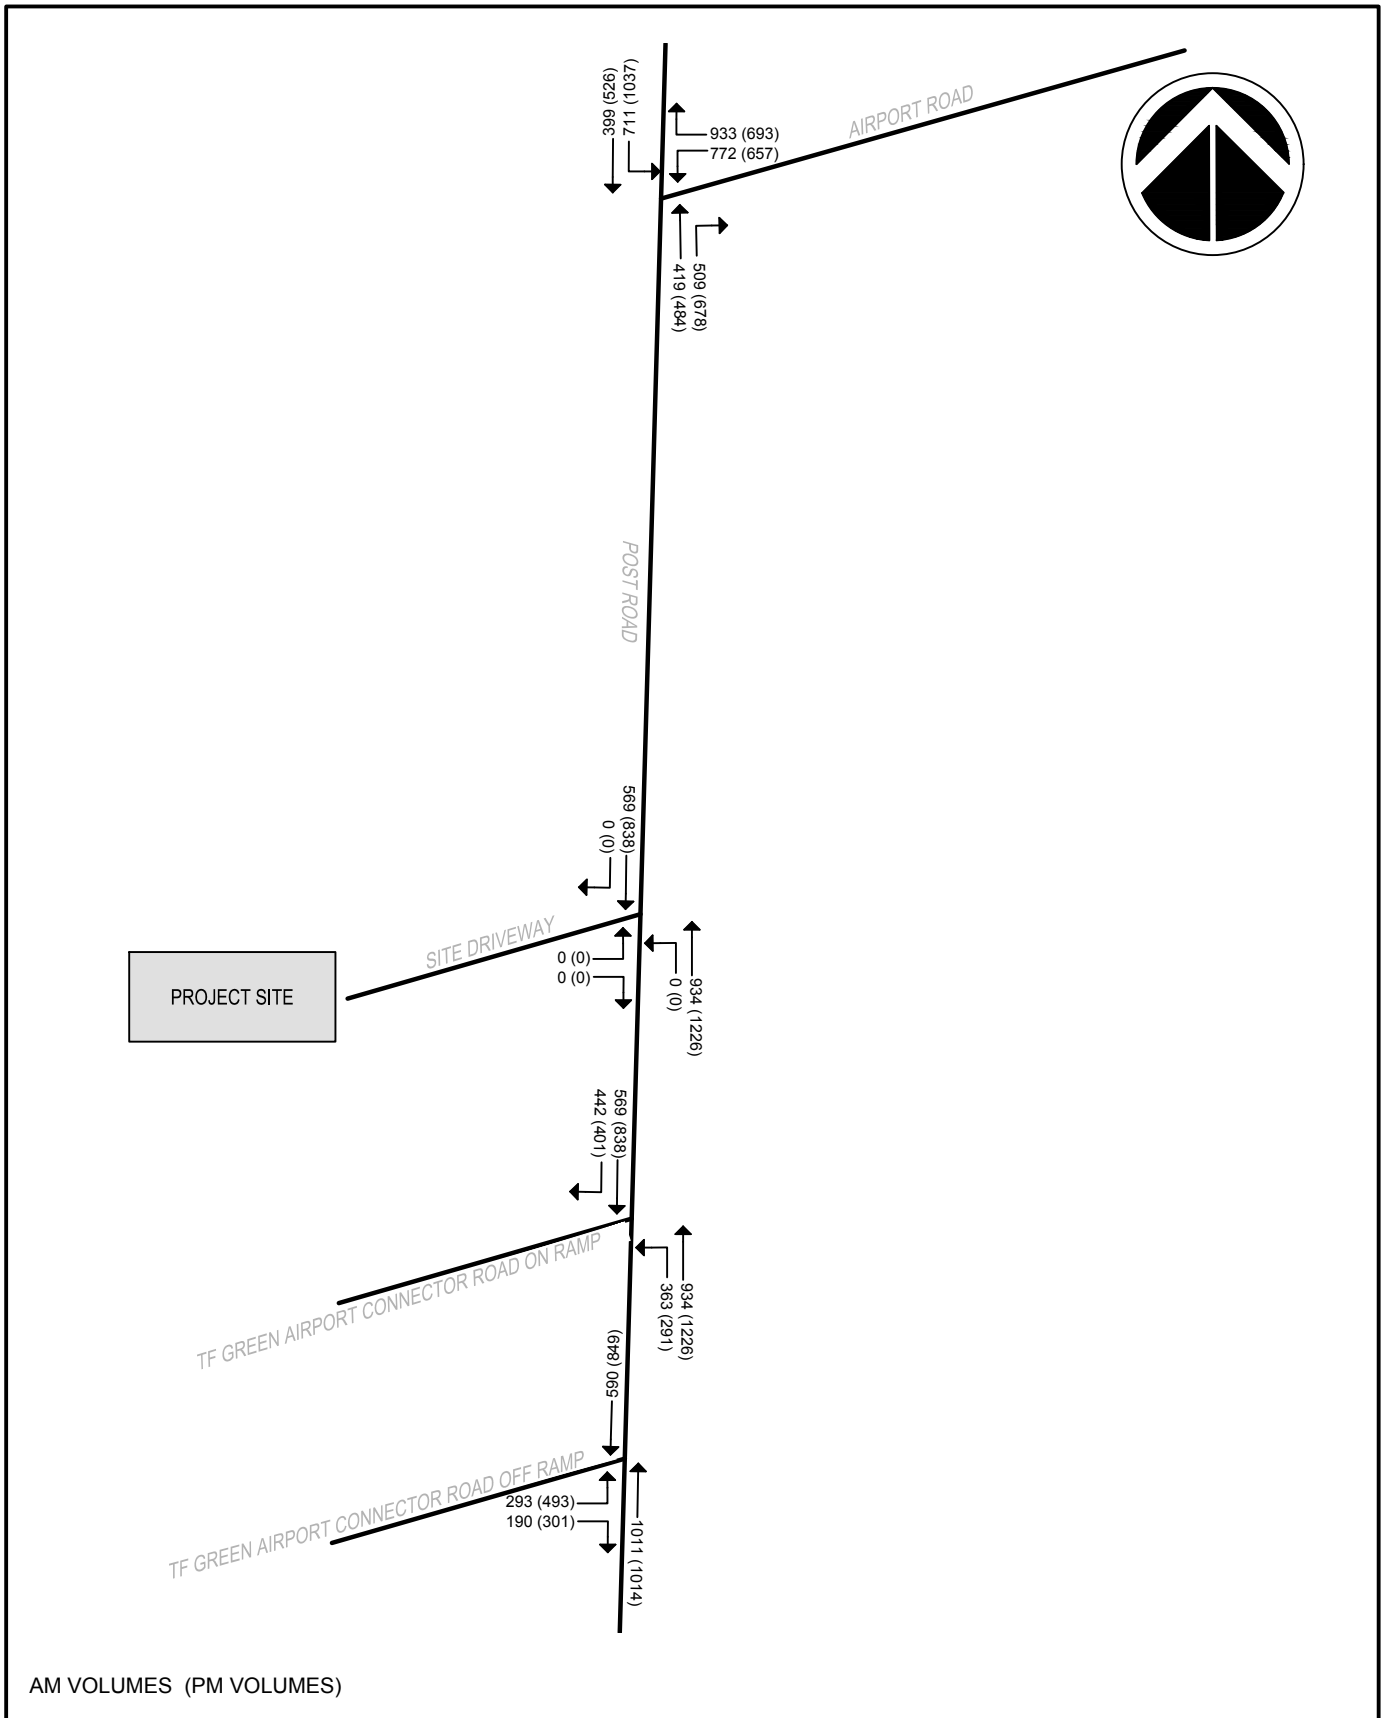 399 (526)
711 (1037)
933 (693)
772 (657)
AIRPORT ROAD
509 (678)
419 (484)
POST ROAD
569 (838)
0 (0)
SITE DRIVEWAY
0 (0)
0 (0)
934 (1226)
0 (0)
PROJECT SITE
569 (838)
442 (401)
TF GREEN AIRPORT CONNECTOR ROAD ON RAMP
934 (1226)
363 (291)
590 (849)
TF GREEN AIRPORT CONNECTOR ROAD OFF RAMP
293 (493)
190 (301)
1011 (1014)
AM VOLUMES (PM VOLUMES)